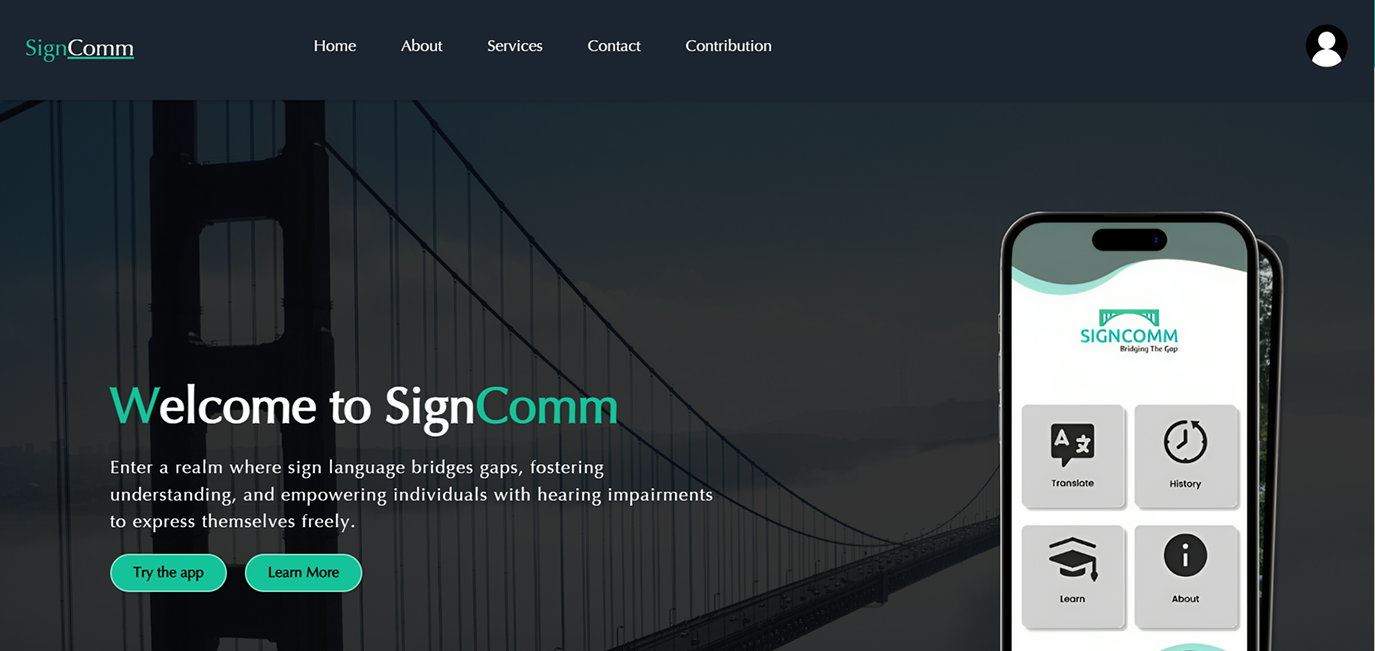 SignComm
Home About Services Contact Contribution
Welcome to SignComm
Enter a realm where sign language bridges gaps, fostering
understanding, and empowering individuals with hearing impairments
to express themselves freely.
Try the app Learn More
SIGNCOMM
Bridging The Gap
Translate History
Learn About